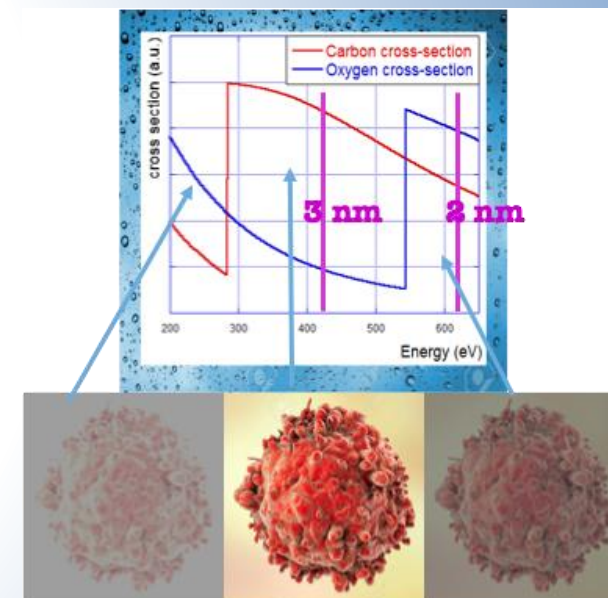 Carbon cross-section
Oxygen cross-section
cross section (a.u.)
3 nm
2 nm
200 300 400 500 600
Energy (eV)